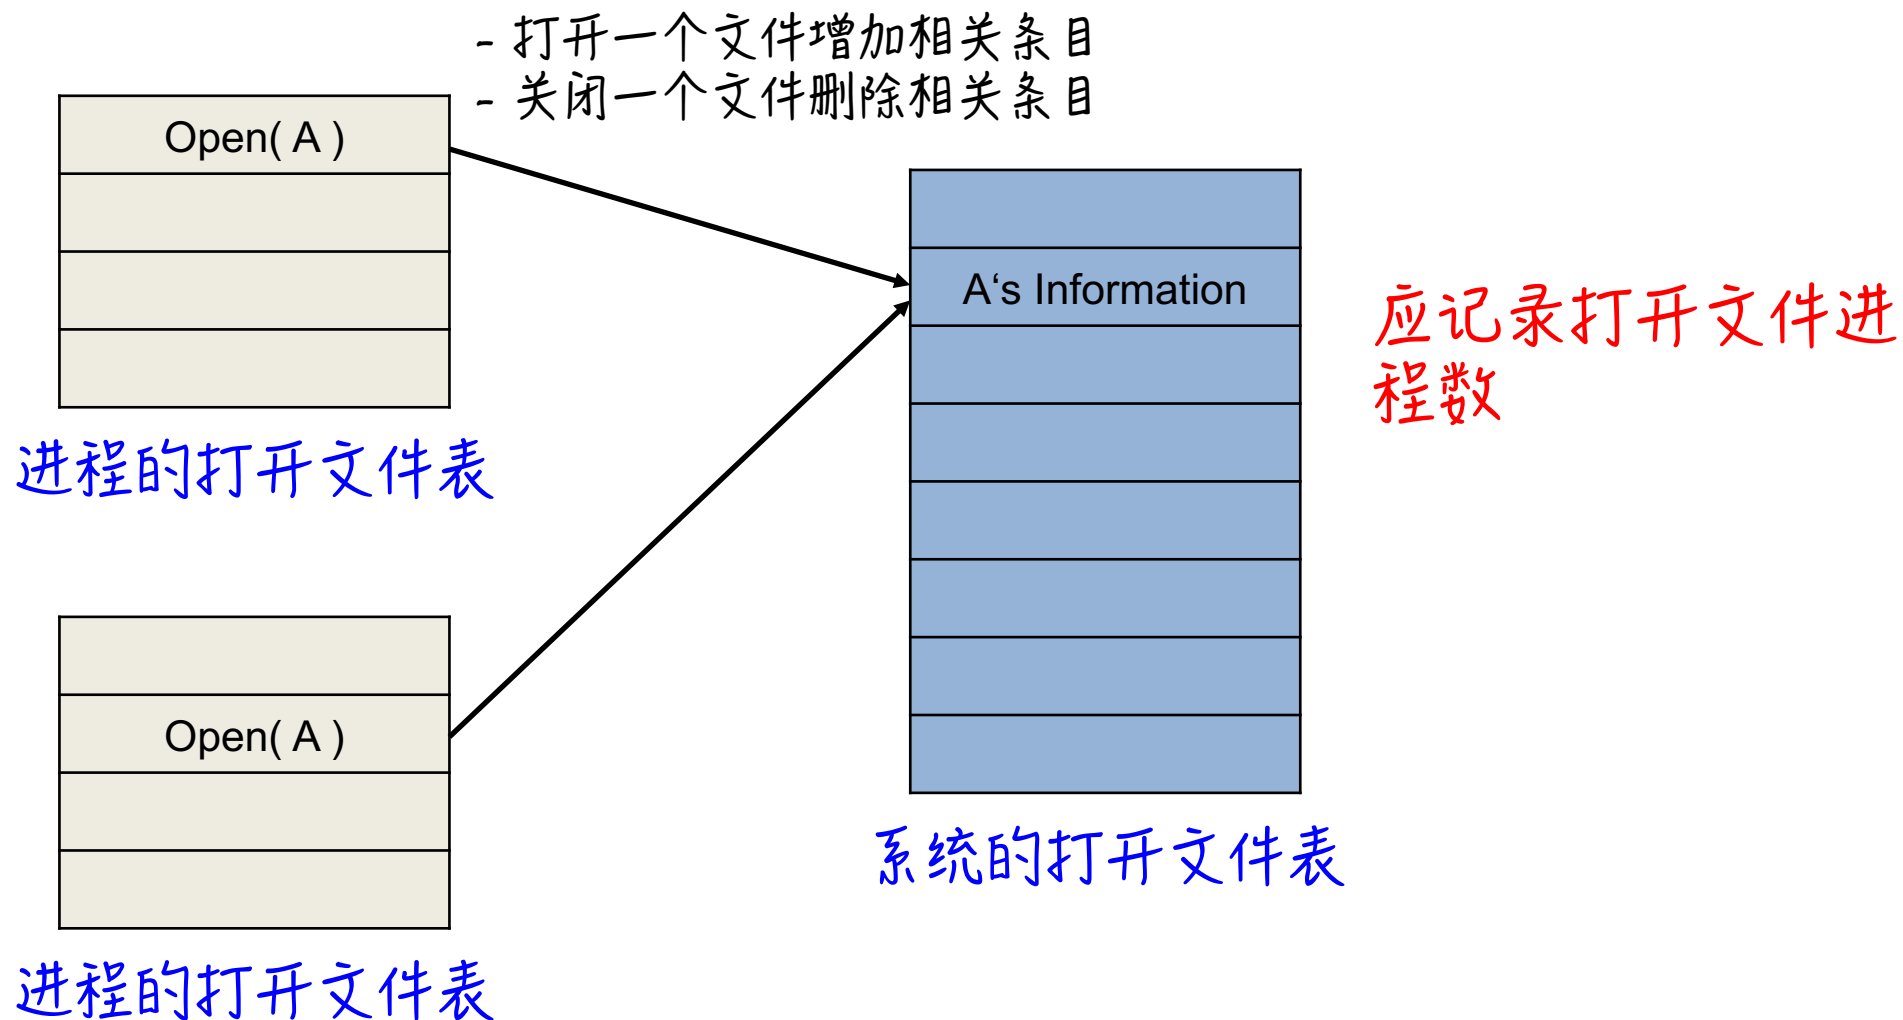 - 打开一个文件增加相关条目
- 关闭一个文件删除相关条目
Open( A )
A‘s Information
应记录打开文件进
程数
进程的打开文件表
Open( A )
系统的打开文件表
进程的打开文件表